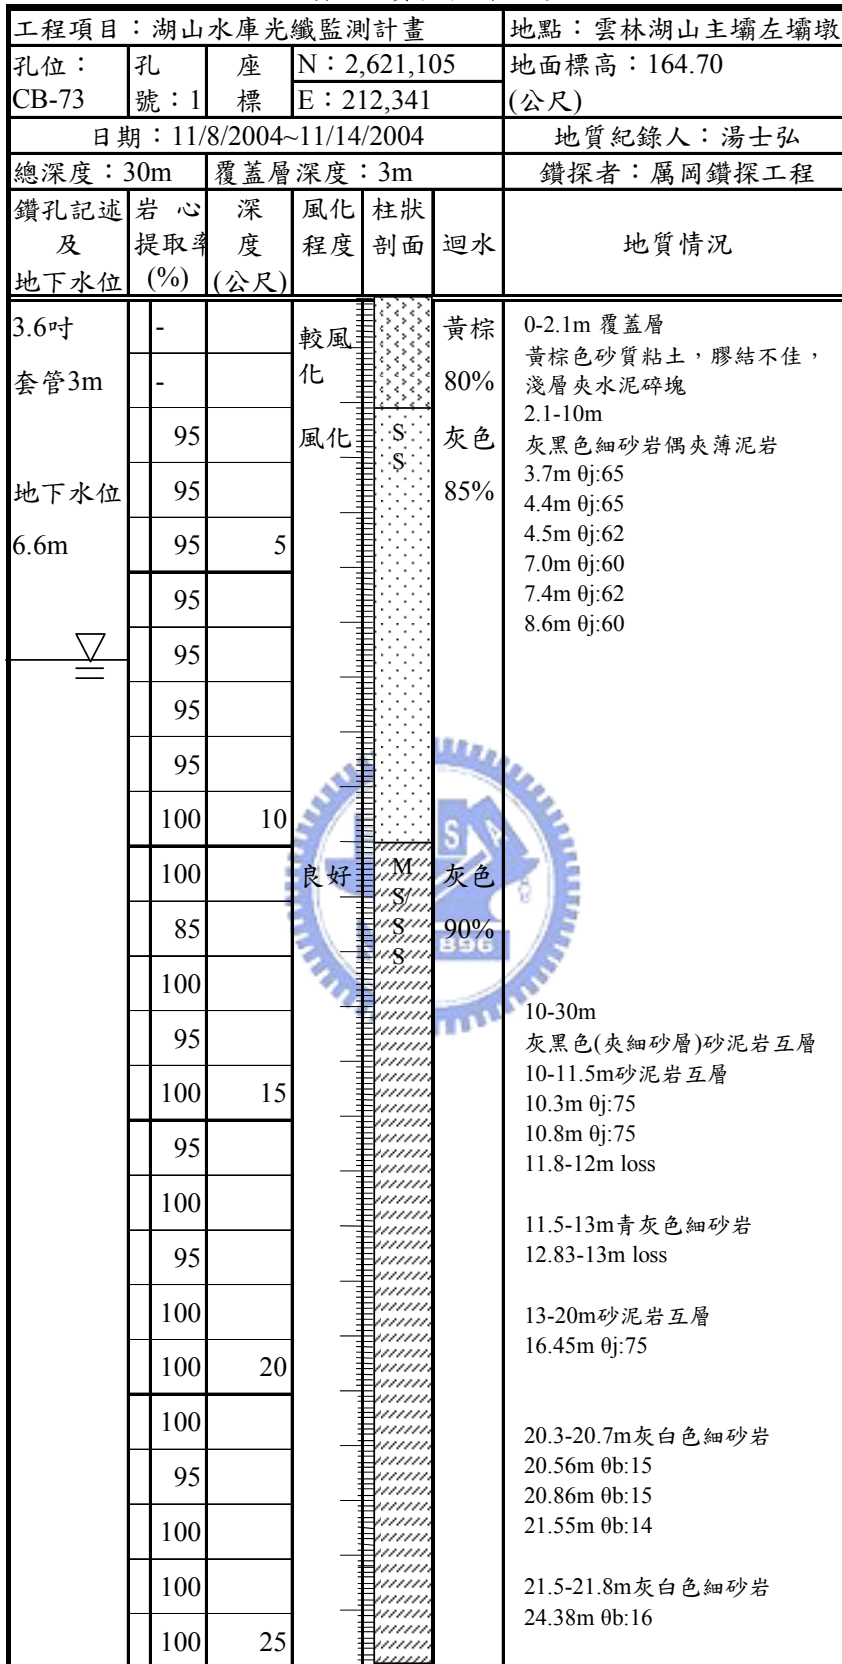 工程項目：湖山水庫光纖監測計畫 地點：雲林湖山主壩左壩墩
孔位：CB-73 孔號：1 座標 N：2,621,105 E：212,341 地面標高：164.70 (公尺)
日期：11/8/2004~11/14/2004 地質紀錄人：湯士弘
總深度：30m 覆蓋層深度：3m 鑽探者：厲岡鑽探工程
鑽孔記述及地下水位 岩心提取率(%) 深度(公尺) 風化程度 柱狀剖面 迴水 地質情況
3.6吋 - 較風化 黃棕
套管3m - 80%
95 風化 SS 灰色
地下水位 95 85%
6.6m 95 5
95
95
95
95
100 10
100 良好 MS/SS 灰色
85 90%
100
95
100 15
95
100
95
100
100 20
100
95
100
100
100 25
0-2.1m 覆蓋層
黃棕色砂質粘土，膠結不佳，
淺層夾水泥碎塊
2.1-10m
灰黑色細砂岩偶夾薄泥岩
3.7m θj:65
4.4m θj:65
4.5m θj:62
7.0m θj:60
7.4m θj:62
8.6m θj:60
10-30m
灰黑色(夾細砂層)砂泥岩互層
10-11.5m砂泥岩互層
10.3m θj:75
10.8m θj:75
11.8-12m loss
11.5-13m青灰色細砂岩
12.83-13m loss
13-20m砂泥岩互層
16.45m θj:75
20.3-20.7m灰白色細砂岩
20.56m θb:15
20.86m θb:15
21.55m θb:14
21.5-21.8m灰白色細砂岩
24.38m θb:16
S
1896